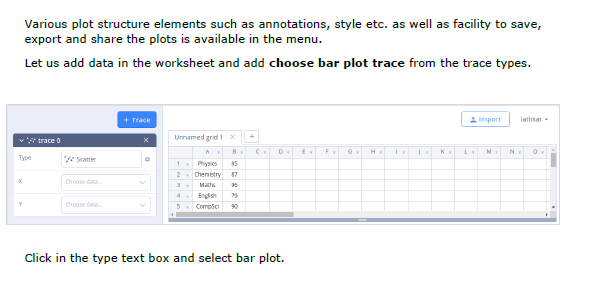 Various plot structure elements such as annotations, style etc. as well as facility to save,
export and share the plots is available in the menu.
Let us add data in the worksheet and add choose bar plot trace from the trace types.
+ Trace
Import
lathkar
trace 0 ×
Unnamed grid 1 × +
Type Scatter
A B C D E F G H I J K L M N O
1 Physics 85
2 Chemistry 87
X Choose data...
3 Maths 96
4 English 79
Y Choose data...
5 CompSci 90
Click in the type text box and select bar plot.